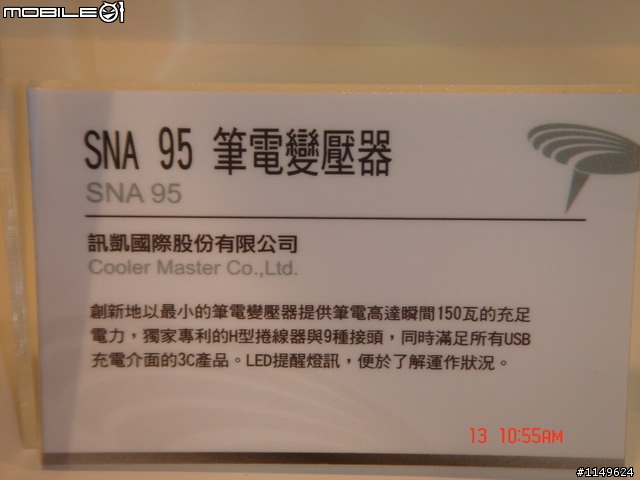 MOBILE01
SNA 95 筆電變壓器
SNA 95
訊凱國際股份有限公司
Cooler Master Co.,Ltd.
創新地以最小的筆電變壓器提供筆電高達瞬間150瓦的充足
電力，獨家專利的H型捲線器與9種接頭，同時滿足所有USB
充電介面的3C產品。LED提醒燈訊，便於了解運作狀況。
13 10:55AM
#1149624